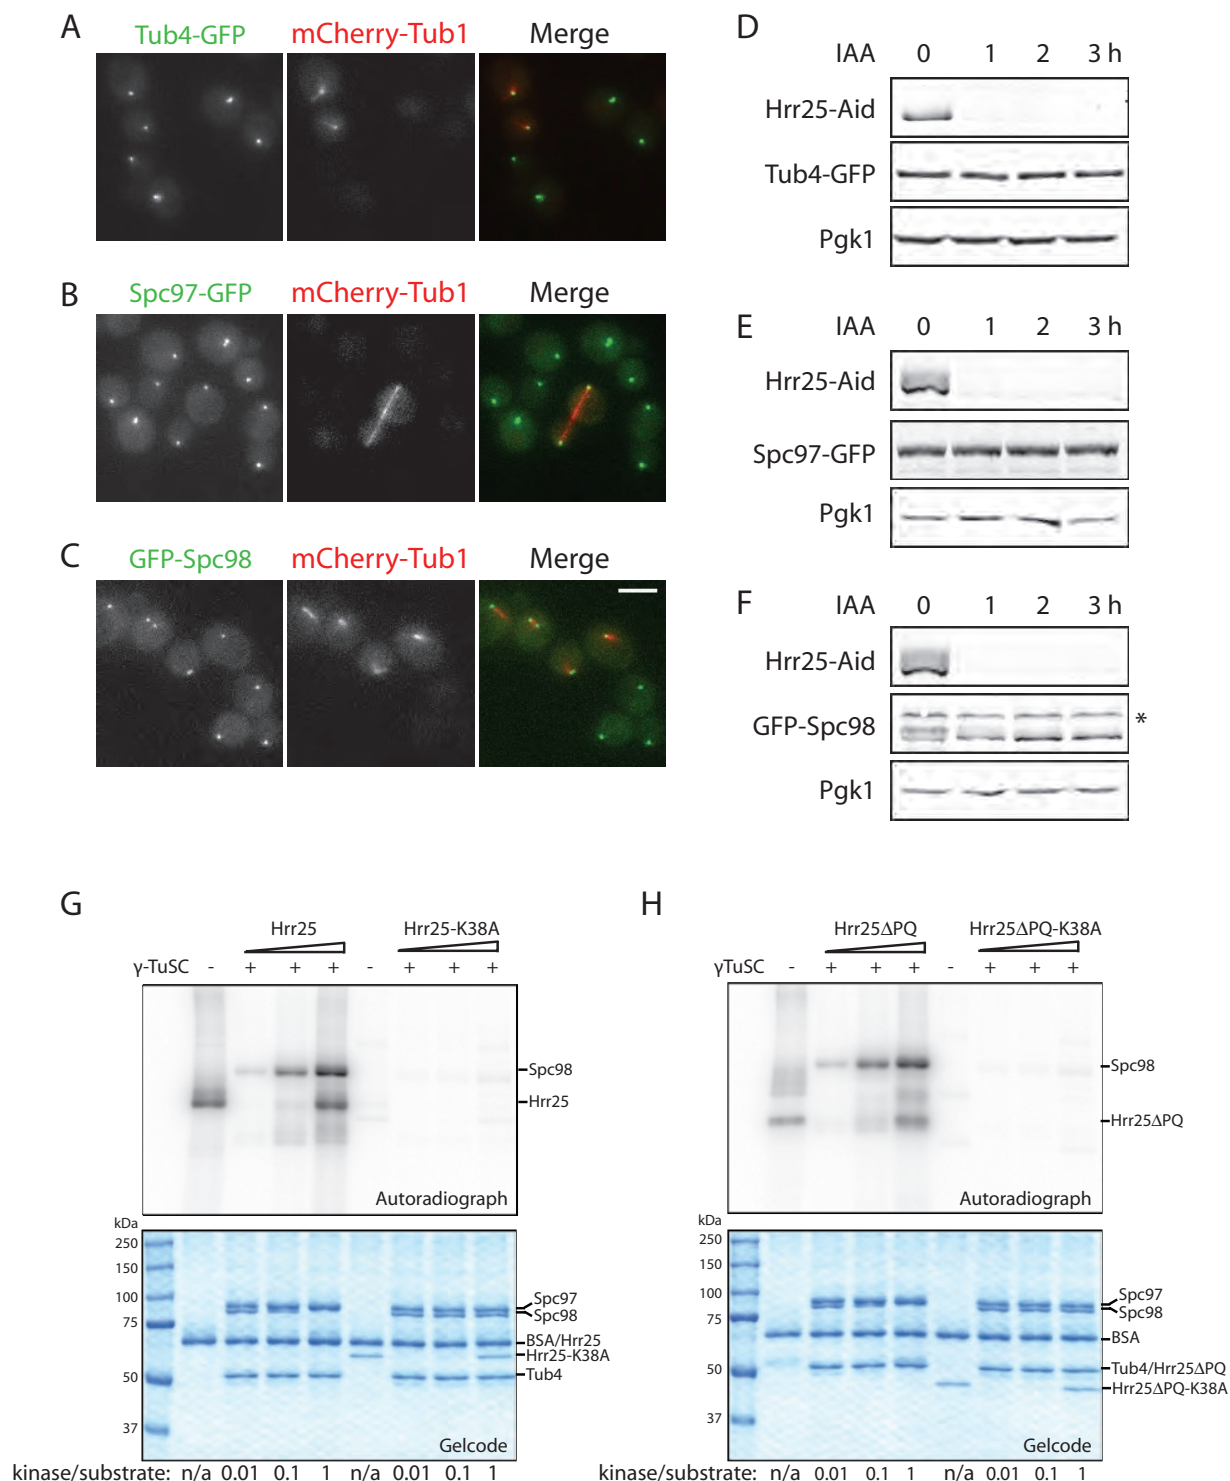 A
Tub4-GFP mCherry-Tub1 Merge
B
Spc97-GFP mCherry-Tub1 Merge
C
GFP-Spc98 mCherry-Tub1 Merge
D
IAA 0 1 2 3 h
Hrr25-Aid
Tub4-GFP
Pgk1
E
IAA 0 1 2 3 h
Hrr25-Aid
Spc97-GFP
Pgk1
F
IAA 0 1 2 3 h
Hrr25-Aid
GFP-Spc98 *
Pgk1
G
Hrr25 Hrr25-K38A
γ-TuSC - + + + - + + +
Spc98
Hrr25
Autoradiograph
kDa
250
150
100
75
50
37
Spc97
Spc98
BSA/Hrr25
Hrr25-K38A
Tub4
Gelcode
kinase/substrate: n/a 0.01 0.1 1 n/a 0.01 0.1 1
H
Hrr25ΔPQ Hrr25ΔPQ-K38A
γTuSC - + + + - + + +
Spc98
Hrr25ΔPQ
Autoradiograph
kDa
250
150
100
75
50
37
Spc97
Spc98
BSA
Tub4/Hrr25ΔPQ
Hrr25ΔPQ-K38A
Gelcode
kinase/substrate: n/a 0.01 0.1 1 n/a 0.01 0.1 1